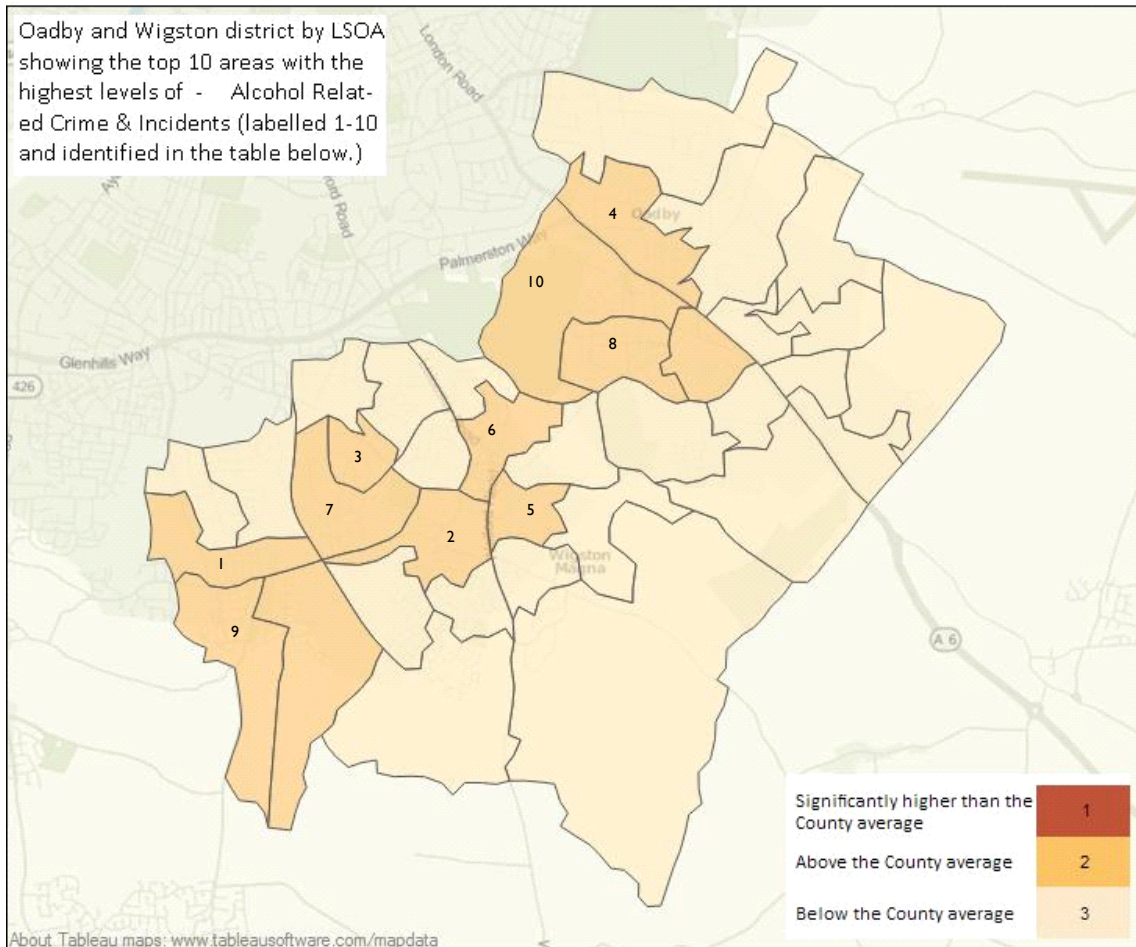 Oadby and Wigston district by LSOA
showing the top 10 areas with the
highest levels of - Alcohol Relat-
ed Crime & Incidents (labelled 1-10
and identified in the table below.)
London Road
ford Road
4
Oadby
Palmerston Way
10
Glenhills Way
8
426
6
3
7
5
2
Wigston
Magna
1
9
A 6
Significantly higher than the
County average
1
Above the County average
2
Below the County average
3
About Tableau maps: www.tableausoftware.com/mapdata